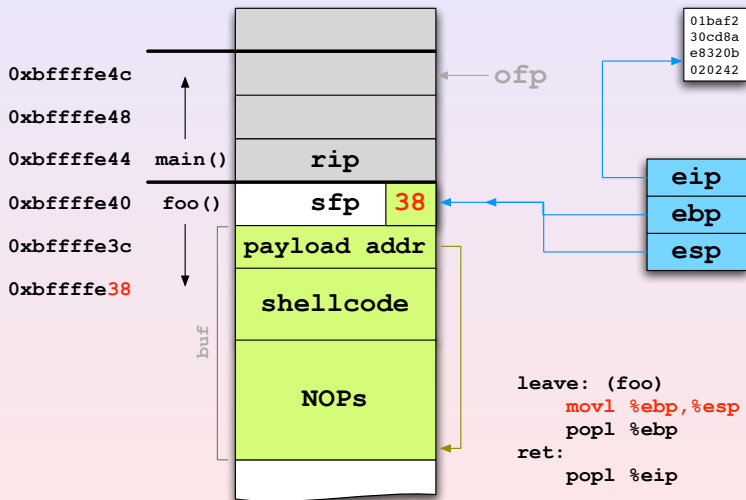 01baf2
30cd8a
e8320b
020242
0xbffffe4c
ofp
0xbffffe48
0xbffffe44 main() rip
eip
0xbffffe40 foo() sfp 38
ebp
0xbffffe3c payload addr
esp
0xbffffe38
shellcode
buf
NOPs
leave: (foo)
movl %ebp,%esp
popl %ebp
ret:
popl %eip